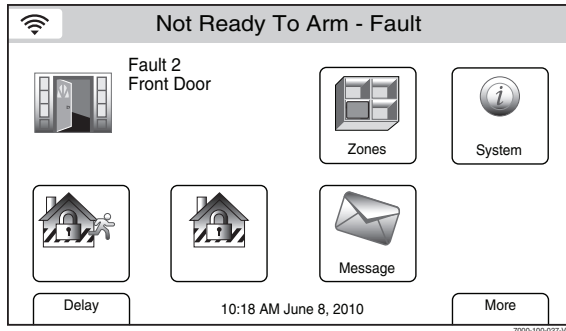 Not Ready To Arm - Fault
Fault 2
Front Door
Zones
System
Message
Delay
10:18 AM June 8, 2010
More